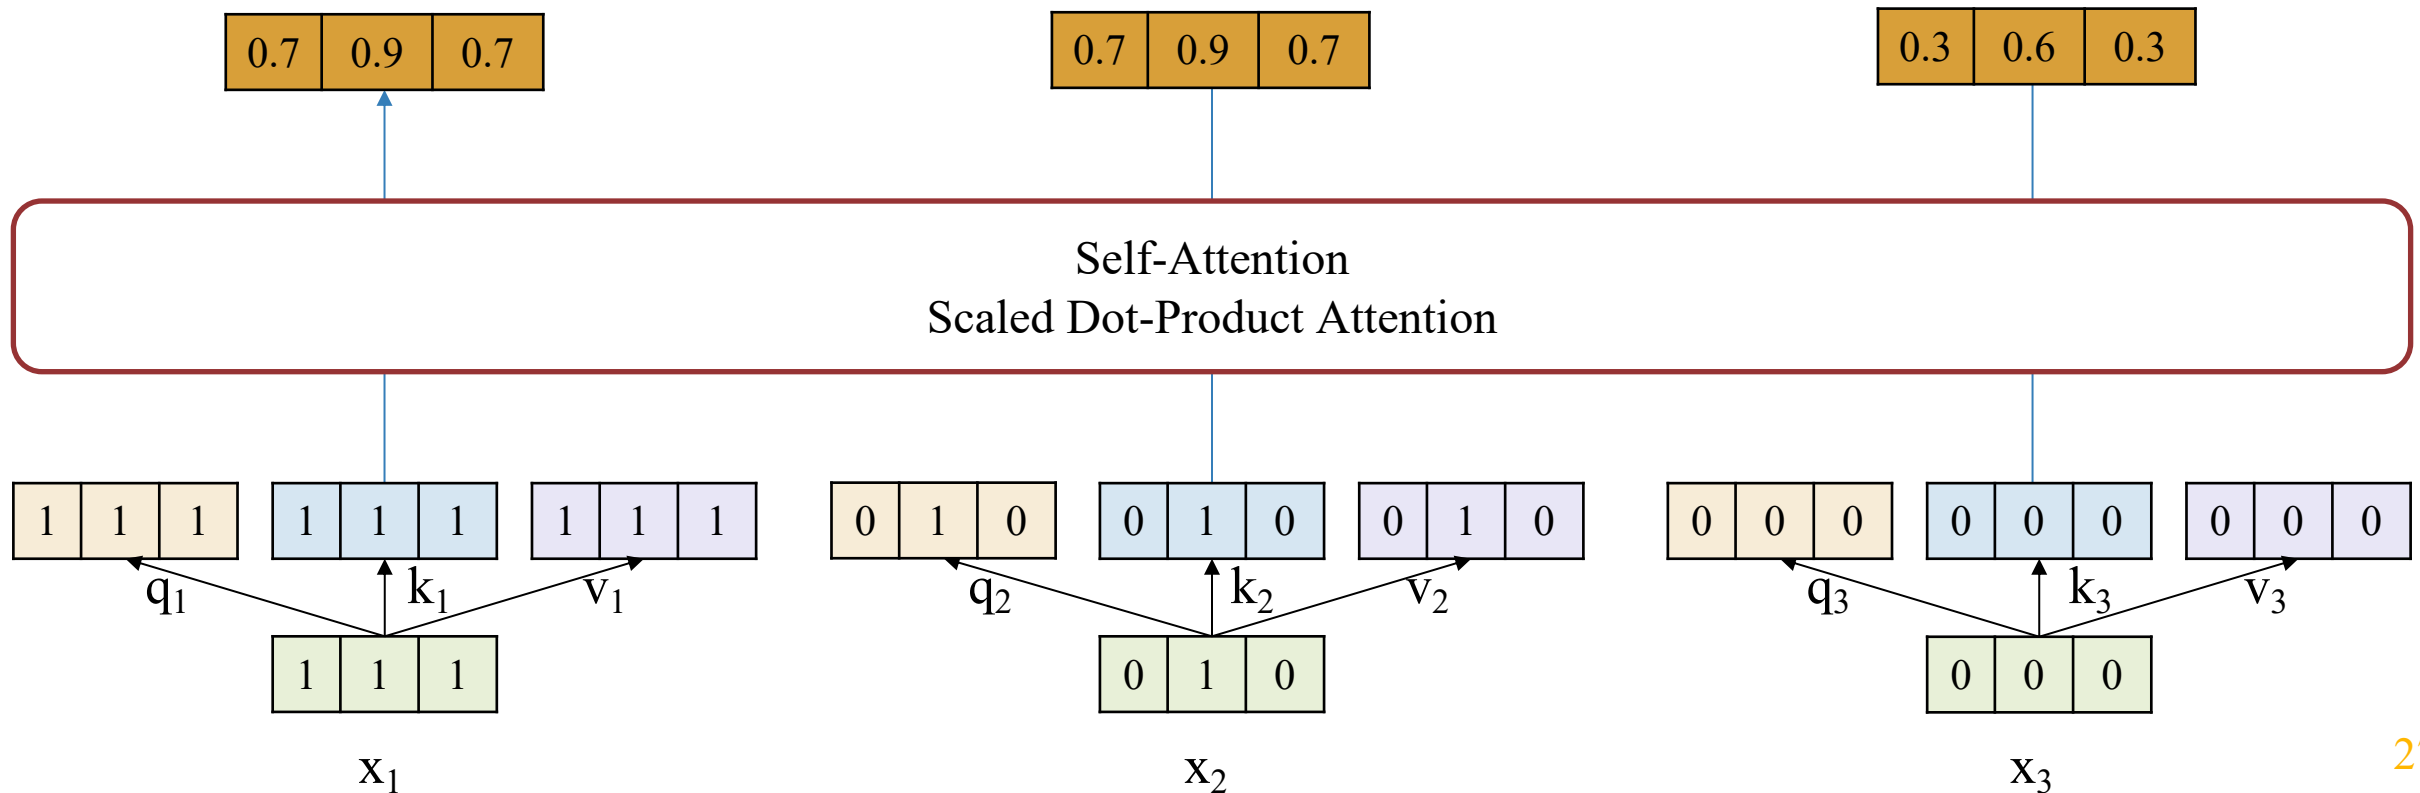 0.7 0.9 0.7 0.7 0.9 0.7 0.3 0.6 0.3
Self-Attention
Scaled Dot-Product Attention
1 1 1 1 1 1 1 1 1 0 1 0 0 1 0 0 1 0 0 0 0 0 0 0 0 0 0
q₁ k₁ v₁ q₂ k₂ v₂ q₃ k₃ v₃
1 1 1 0 1 0 0 0 0
x₁ x₂ x₃